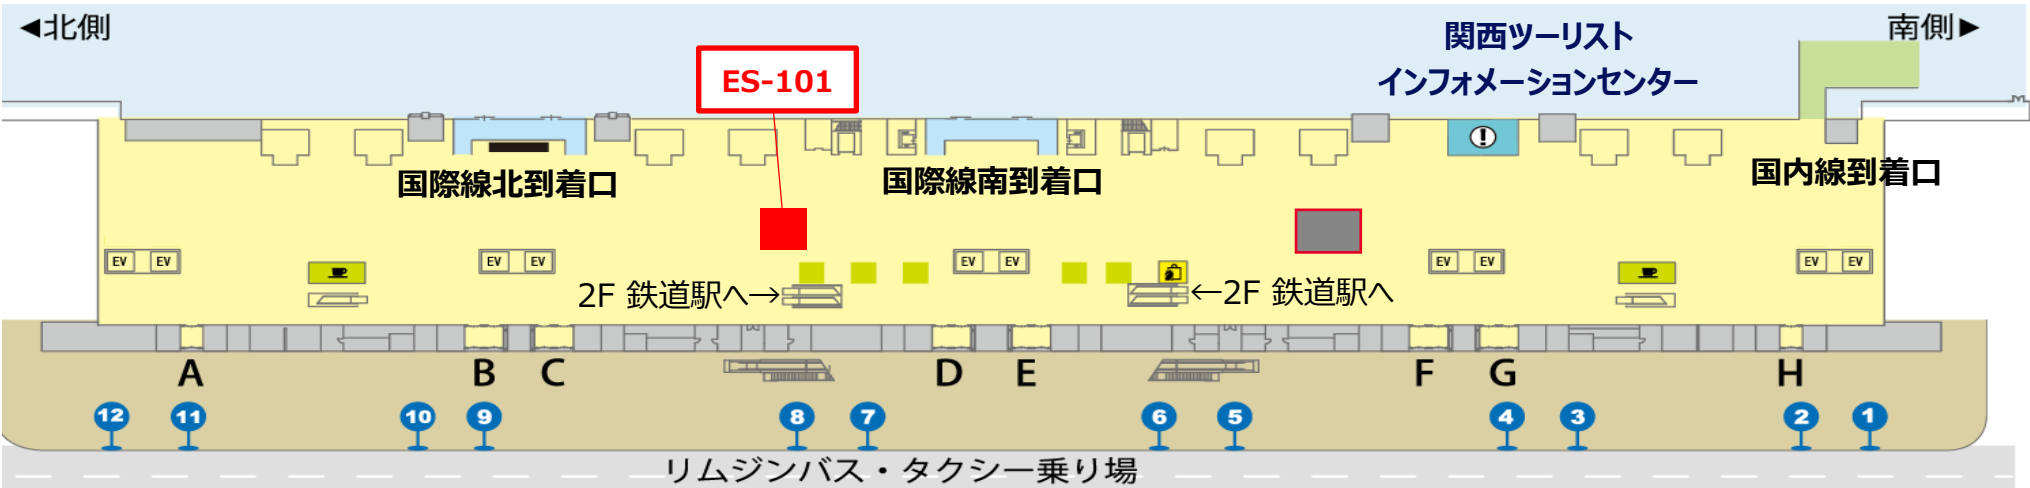 ◀北側
関西ツーリスト
インフォメーションセンター
南側▶
ES-101
国際線北到着口
国際線南到着口
国内線到着口
EV EV
EV EV
EV EV
EV EV
EV EV
2F 鉄道駅へ→
←2F 鉄道駅へ
A B C D E F G H
12 11 10 9 8 7 6 5 4 3 2 1
リムジンバス・タクシー乗り場